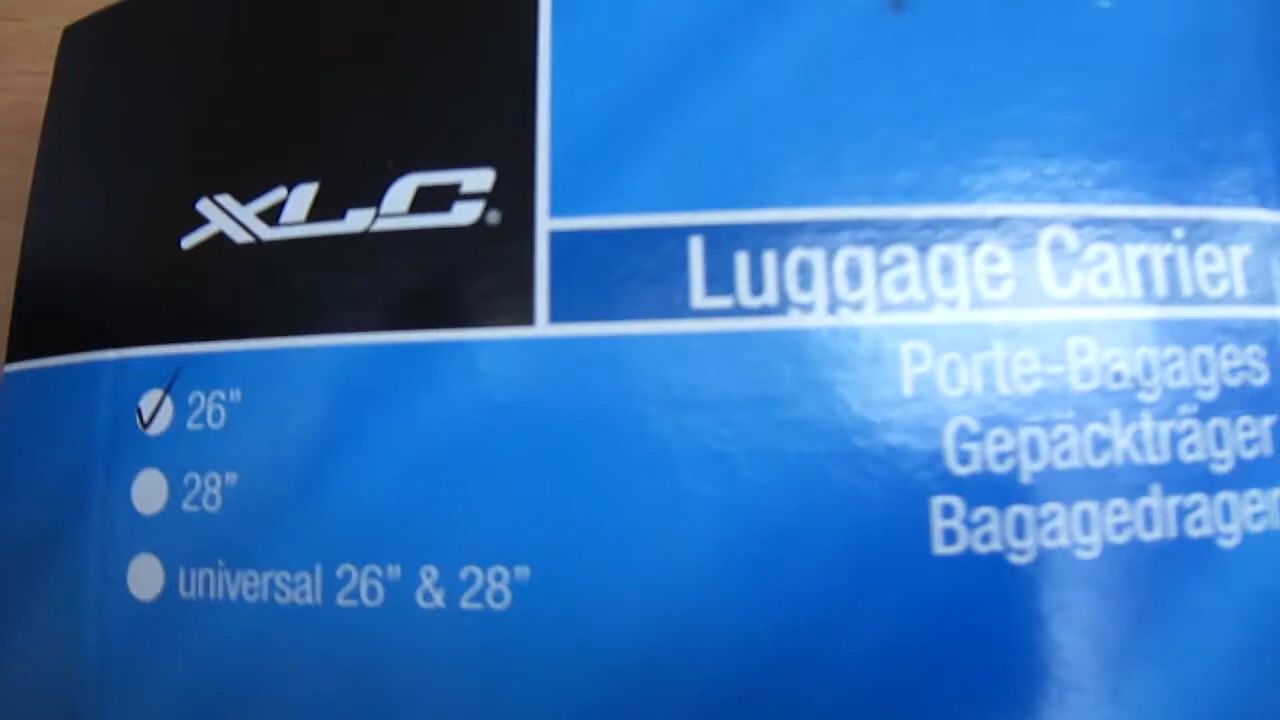 XLC®
Luggage Carrier
Porte-Bagages
Gepäckträger
Bagagedrager
26"
28"
universal 26" & 28"